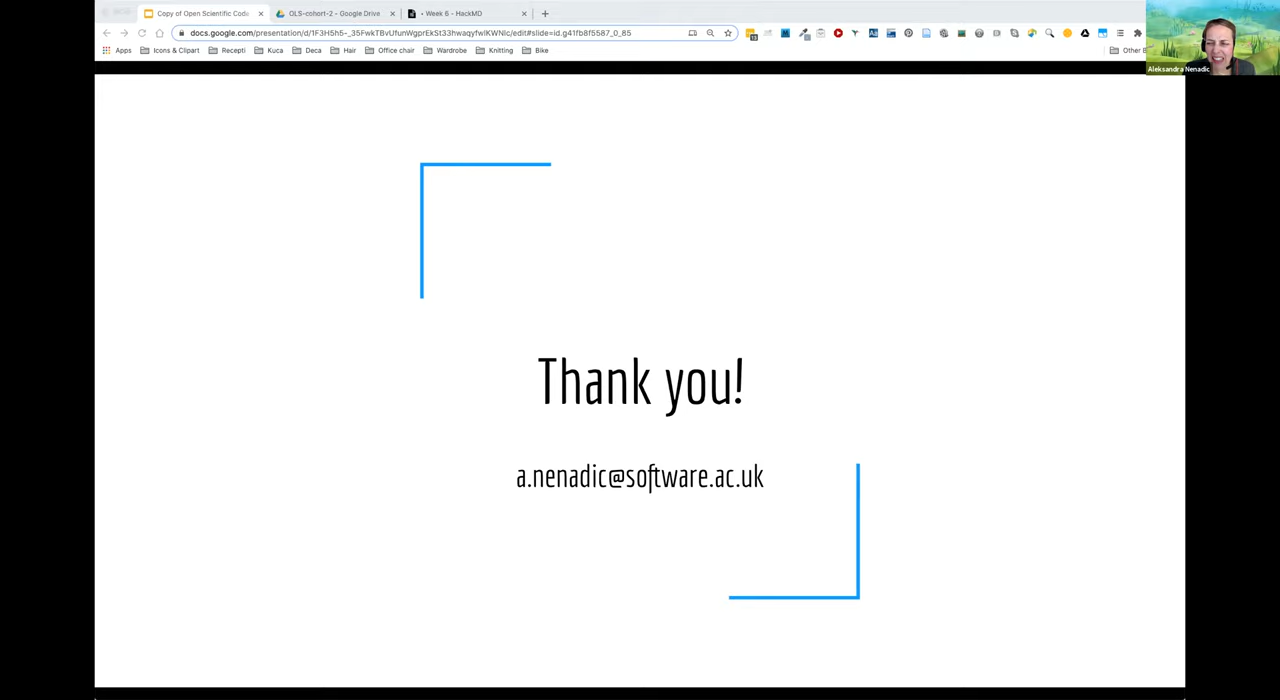 Copy of Open Scientific Code
OLS-cohort-2 - Google Drive
· Week 6 - HackMD
docs.google.com/presentation/d/1F3H5h5-_35FwkTBvUfunWgprEkSt33hwaqyfwIKWNlc/edit#slide=id.g41fb8f5587_0_85
Apps Icons & Clipart Recepti Kuca Deca Hair Office chair Wardrobe Knitting Bike Other B
Aleksandra Nenadic
Thank you!
a.nenadic@software.ac.uk